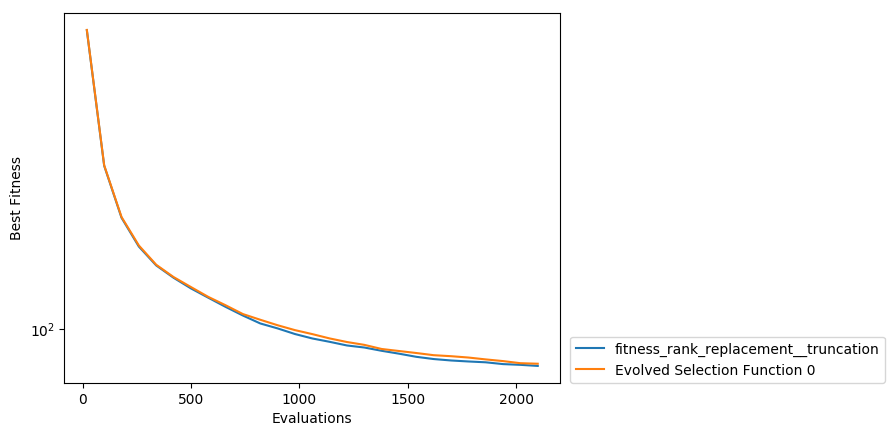 Best Fitness
10²
0
500
1000
1500
2000
Evaluations
fitness_rank_replacement__truncation
Evolved Selection Function 0